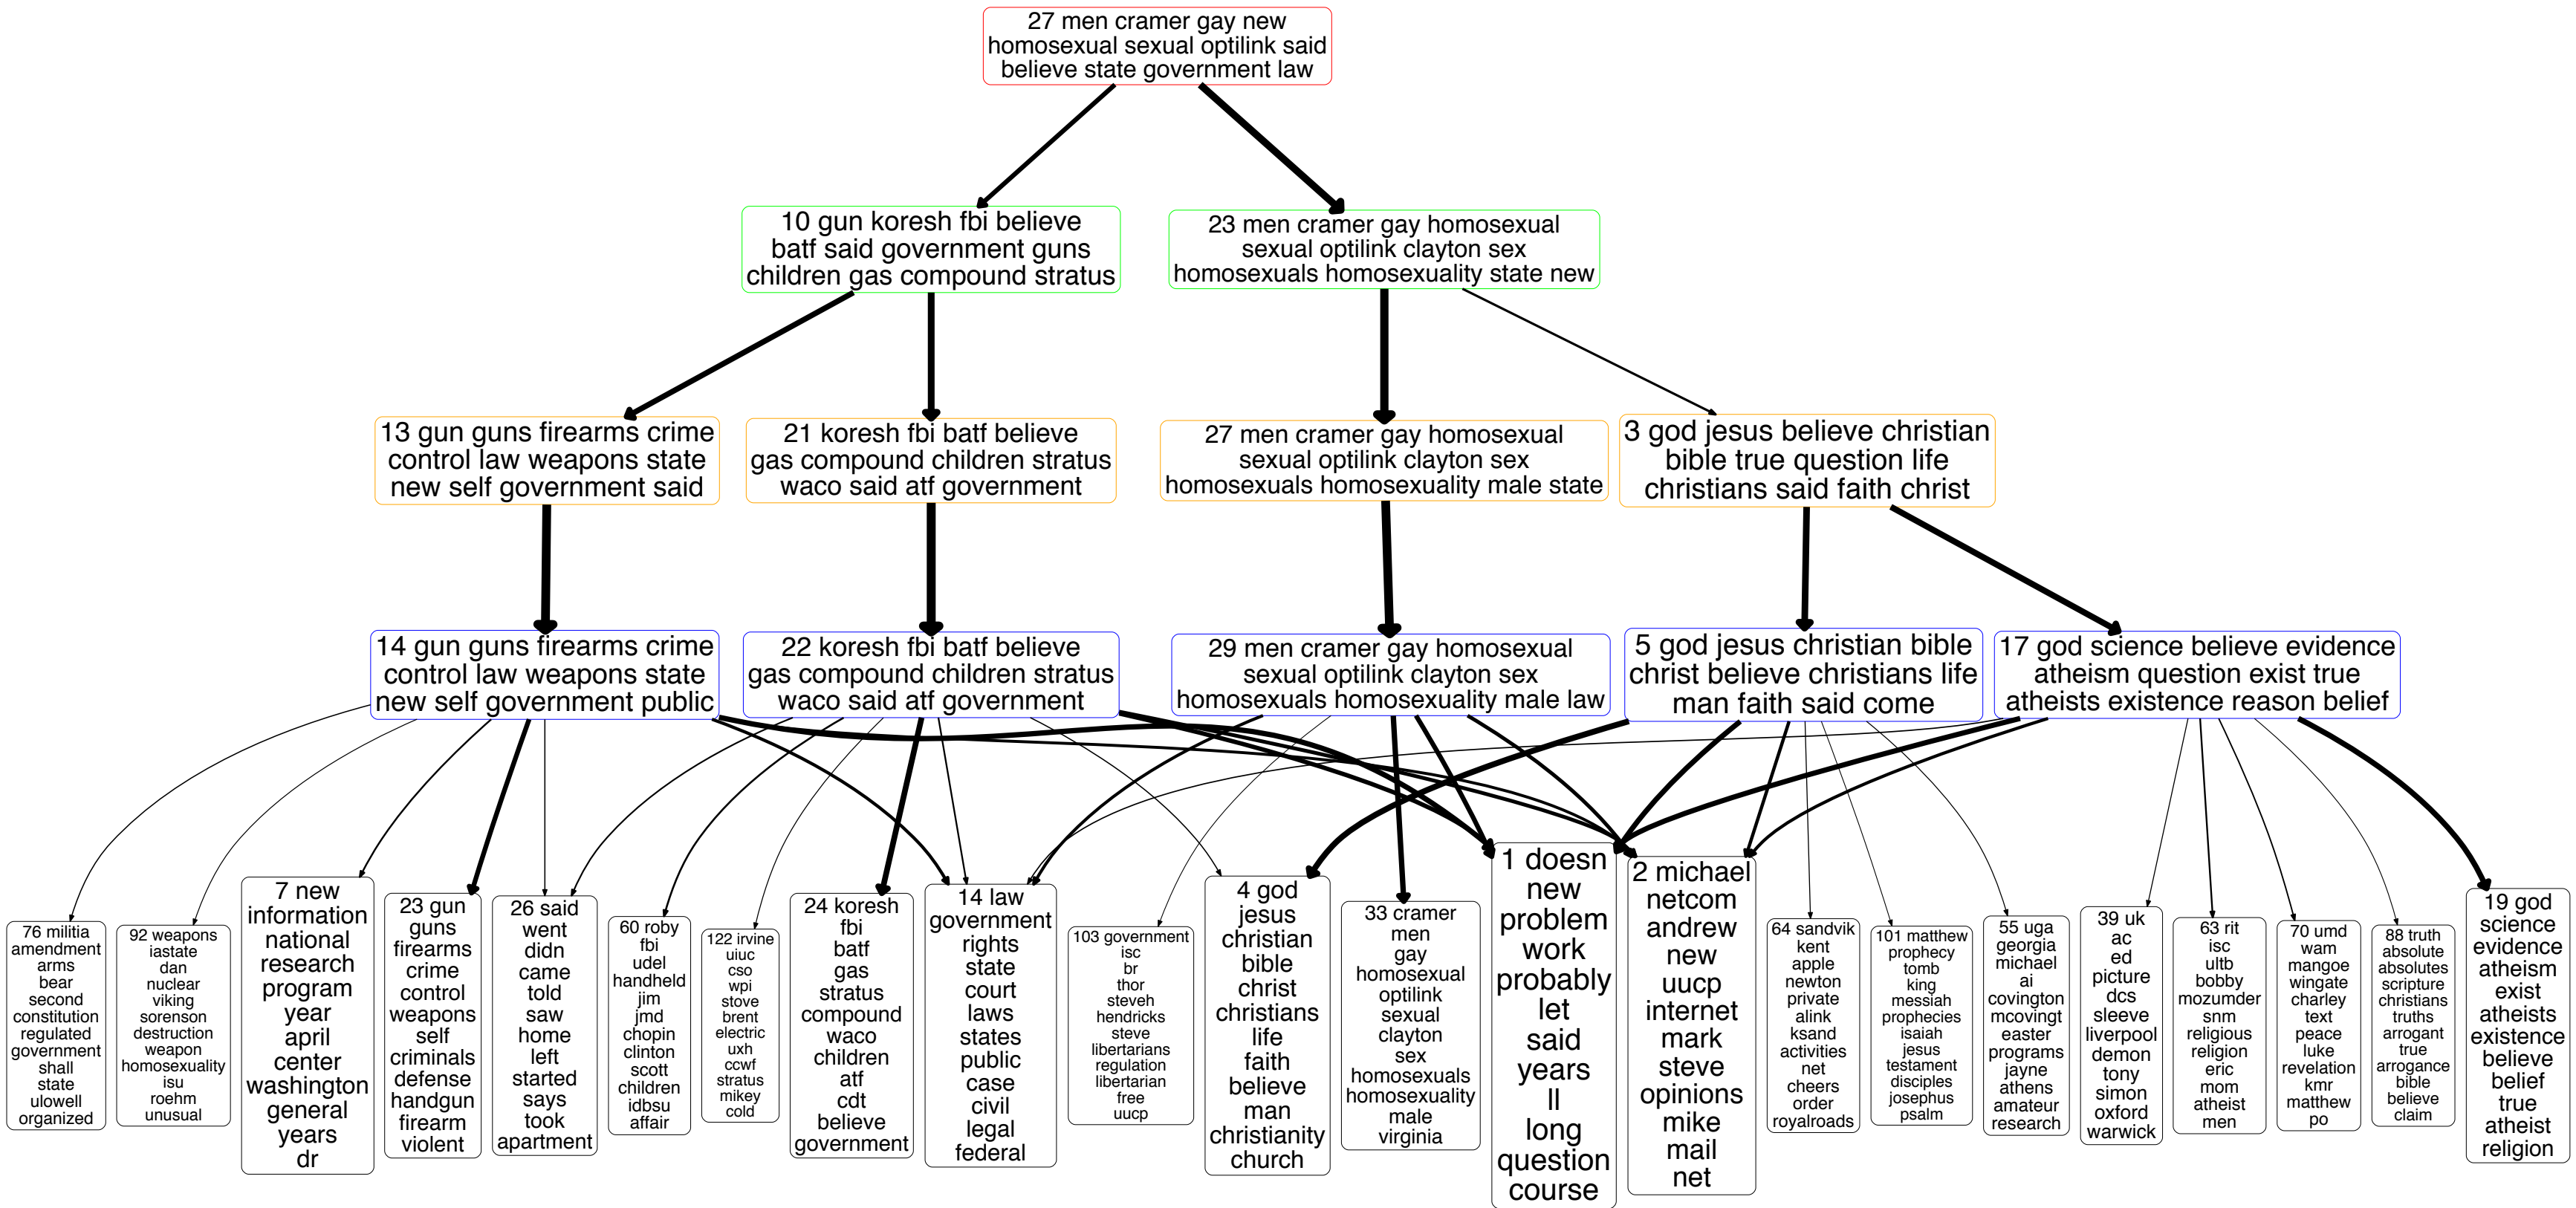 27 men cramer gay new
homosexual sexual optilink said
believe state government law
10 gun koresh fbi believe
batf said government guns
children gas compound stratus
23 men cramer gay homosexual
sexual optilink clayton sex
homosexuals homosexuality state new
13 gun guns firearms crime
control law weapons state
new self government said
21 koresh fbi batf believe
gas compound children stratus
waco said atf government
27 men cramer gay homosexual
sexual optilink clayton sex
homosexuals homosexuality male state
3 god jesus believe christian
bible true question life
christians said faith christ
14 gun guns firearms crime
control law weapons state
new self government public
22 koresh fbi batf believe
gas compound children stratus
waco said atf government
29 men cramer gay homosexual
sexual optilink clayton sex
homosexuals homosexuality male law
5 god jesus christian bible
christ believe christians life
man faith said come
17 god science believe evidence
atheism question exist true
atheists existence reason belief
76 militia
amendment
arms
bear
second
constitution
regulated
government
shall
state
ulowell
organized
92 weapons
iastate
dan
nuclear
viking
sorenson
destruction
weapon
homosexuality
isu
roehm
unusual
7 new
information
national
research
program
year
april
center
washington
general
years
dr
23 gun
guns
firearms
crime
control
weapons
self
criminals
defense
handgun
firearm
violent
26 said
went
didn
came
told
saw
home
left
started
says
took
apartment
60 roby
fbi
udel
handheld
jim
jmd
chopin
clinton
scott
children
idbsu
affair
122 irvine
uiuc
cso
wpi
stove
brent
electric
uxh
ccwf
stratus
mikey
cold
24 koresh
fbi
batf
gas
stratus
compound
waco
children
atf
cdt
believe
government
14 law
government
rights
state
court
laws
states
public
case
civil
legal
federal
103 government
isc
br
thor
steveh
hendricks
steve
libertarians
regulation
libertarian
free
uucp
4 god
jesus
christian
bible
christ
christians
life
faith
believe
man
christianity
church
33 cramer
men
gay
homosexual
optilink
sexual
clayton
sex
homosexuals
homosexuality
male
virginia
1 doesn
new
problem
work
probably
let
said
years
ll
long
question
course
2 michael
netcom
andrew
new
uucp
internet
mark
steve
opinions
mike
mail
net
64 sandvik
kent
apple
newton
private
alink
ksand
activities
net
cheers
order
royalroads
101 matthew
prophecy
tomb
king
messiah
prophecies
isaiah
jesus
testament
disciples
josephus
psalm
55 uga
georgia
michael
ai
covington
mcovingt
easter
programs
jayne
athens
amateur
research
39 uk
ac
ed
picture
dcs
sleeve
liverpool
demon
tony
simon
oxford
warwick
63 rit
isc
ultb
bobby
mozumder
snm
religious
religion
eric
mom
atheist
men
70 umd
wam
mangoe
wingate
charley
text
peace
luke
revelation
kmr
matthew
po
88 truth
absolute
absolutes
scripture
christians
truths
arrogant
true
arrogance
bible
believe
claim
19 god
science
evidence
atheism
exist
atheists
existence
believe
belief
true
atheist
religion